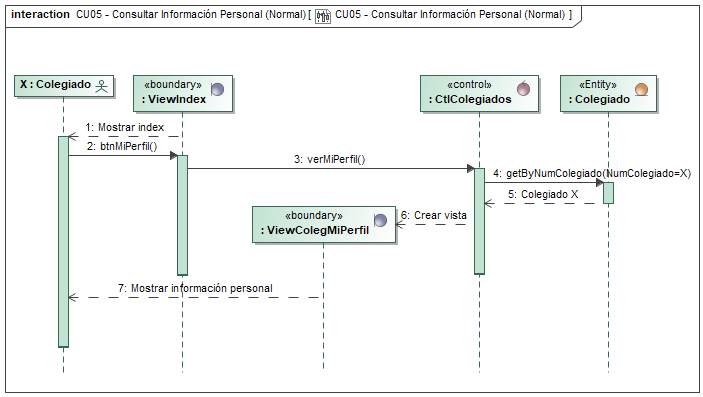 interaction CU05 - Consultar Información Personal (Normal) [ CU05 - Consultar Información Personal (Normal) ]
X : Colegiado
«boundary»
: ViewIndex
«control»
: CtlColegiados
«Entity»
: Colegiado
1: Mostrar index
2: btnMiPerfil()
3: verMiPerfil()
4: getByNumColegiado(NumColegiado=X)
5: Colegiado X
6: Crear vista
«boundary»
: ViewColegMiPerfil
7: Mostrar información personal